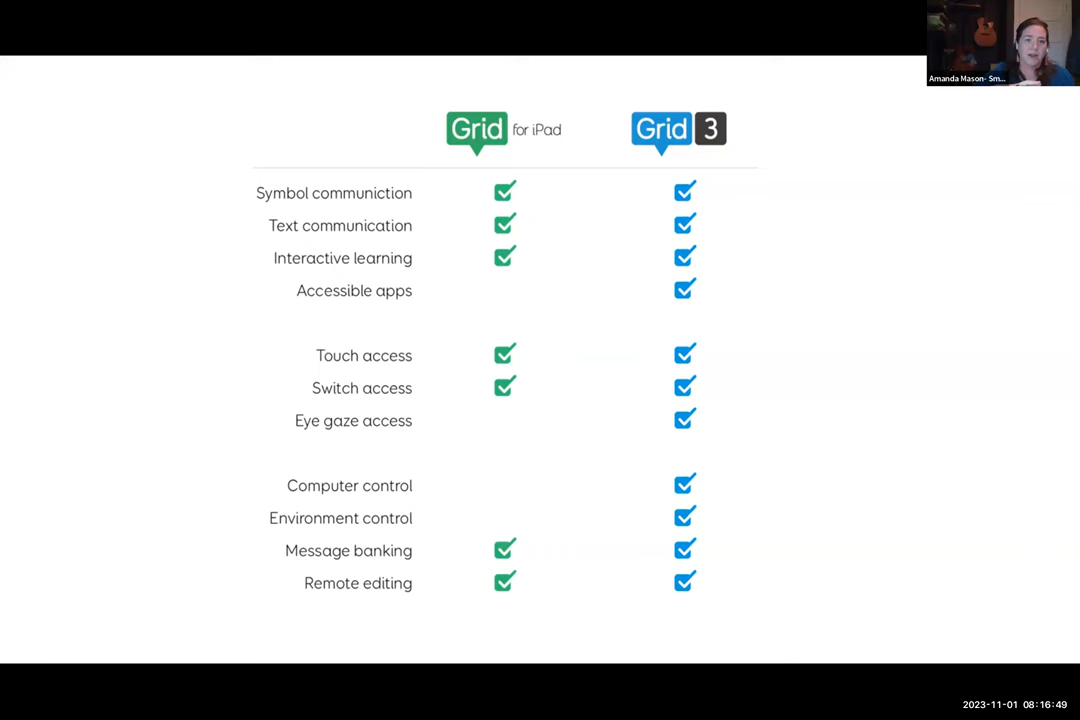 Amanda Mason- Sm...
Grid for iPad Grid 3
Symbol communiction
Text communication
Interactive learning
Accessible apps
Touch access
Switch access
Eye gaze access
Computer control
Environment control
Message banking
Remote editing
2023-11-01 08:16:49